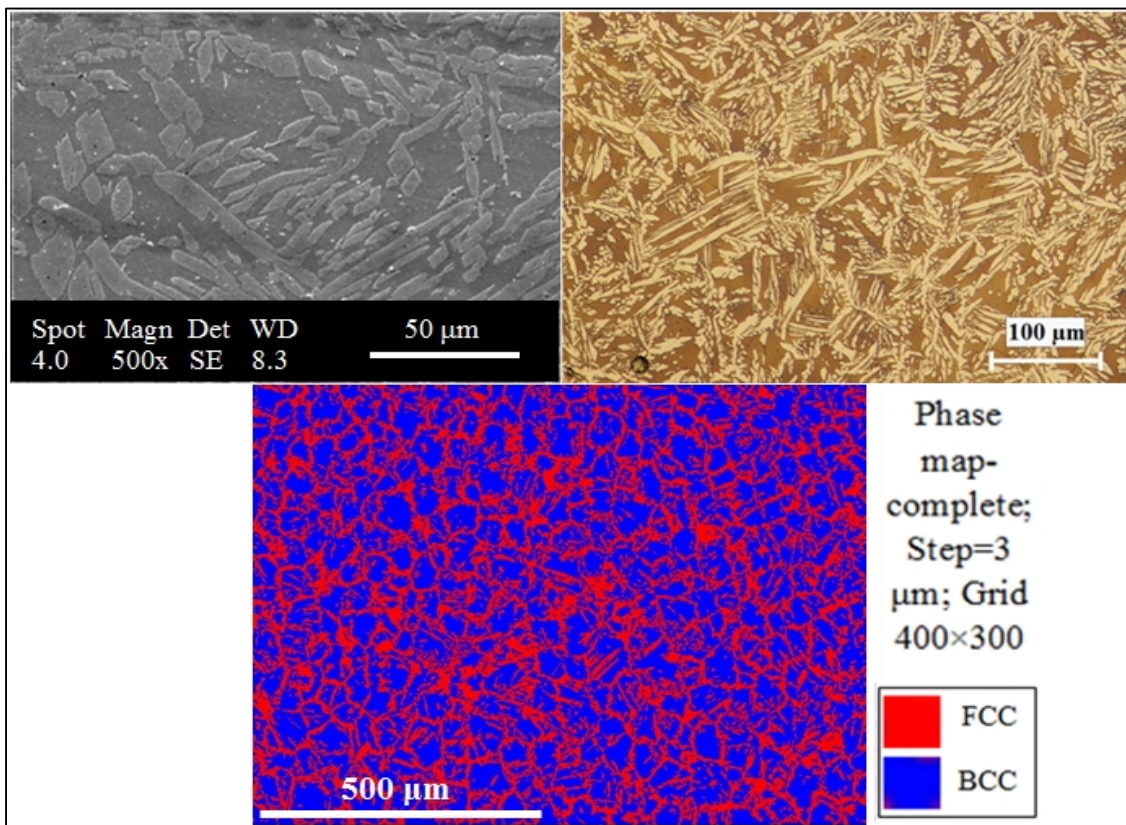 Spot Magn Det WD
4.0 500x SE 8.3
50 µm
100 µm
500 µm
Phase
map-
complete;
Step=3
µm; Grid
400×300
FCC
BCC